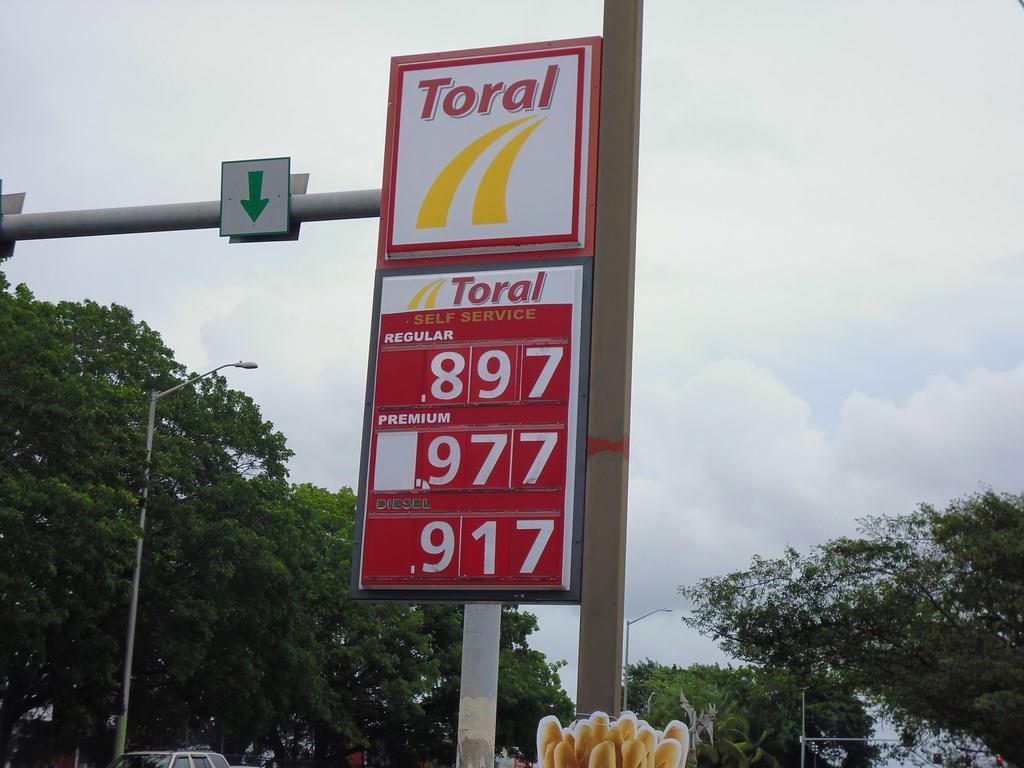 Toral
Toral
SELF SERVICE
REGULAR
.897
PREMIUM
.977
DIESEL
.917